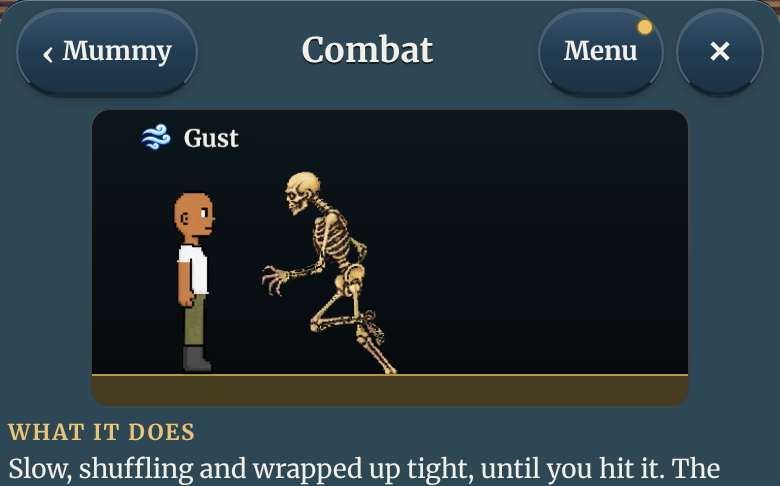 ‹ Mummy
Combat
Menu
✕
Gust
WHAT IT DOES
Slow, shuffling and wrapped up tight, until you hit it. The